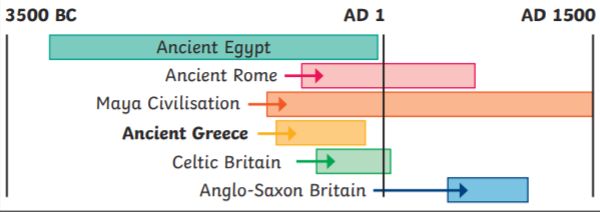 3500 BC AD 1 AD 1500
Ancient Egypt
Ancient Rome
Maya Civilisation
Ancient Greece
Celtic Britain
Anglo-Saxon Britain